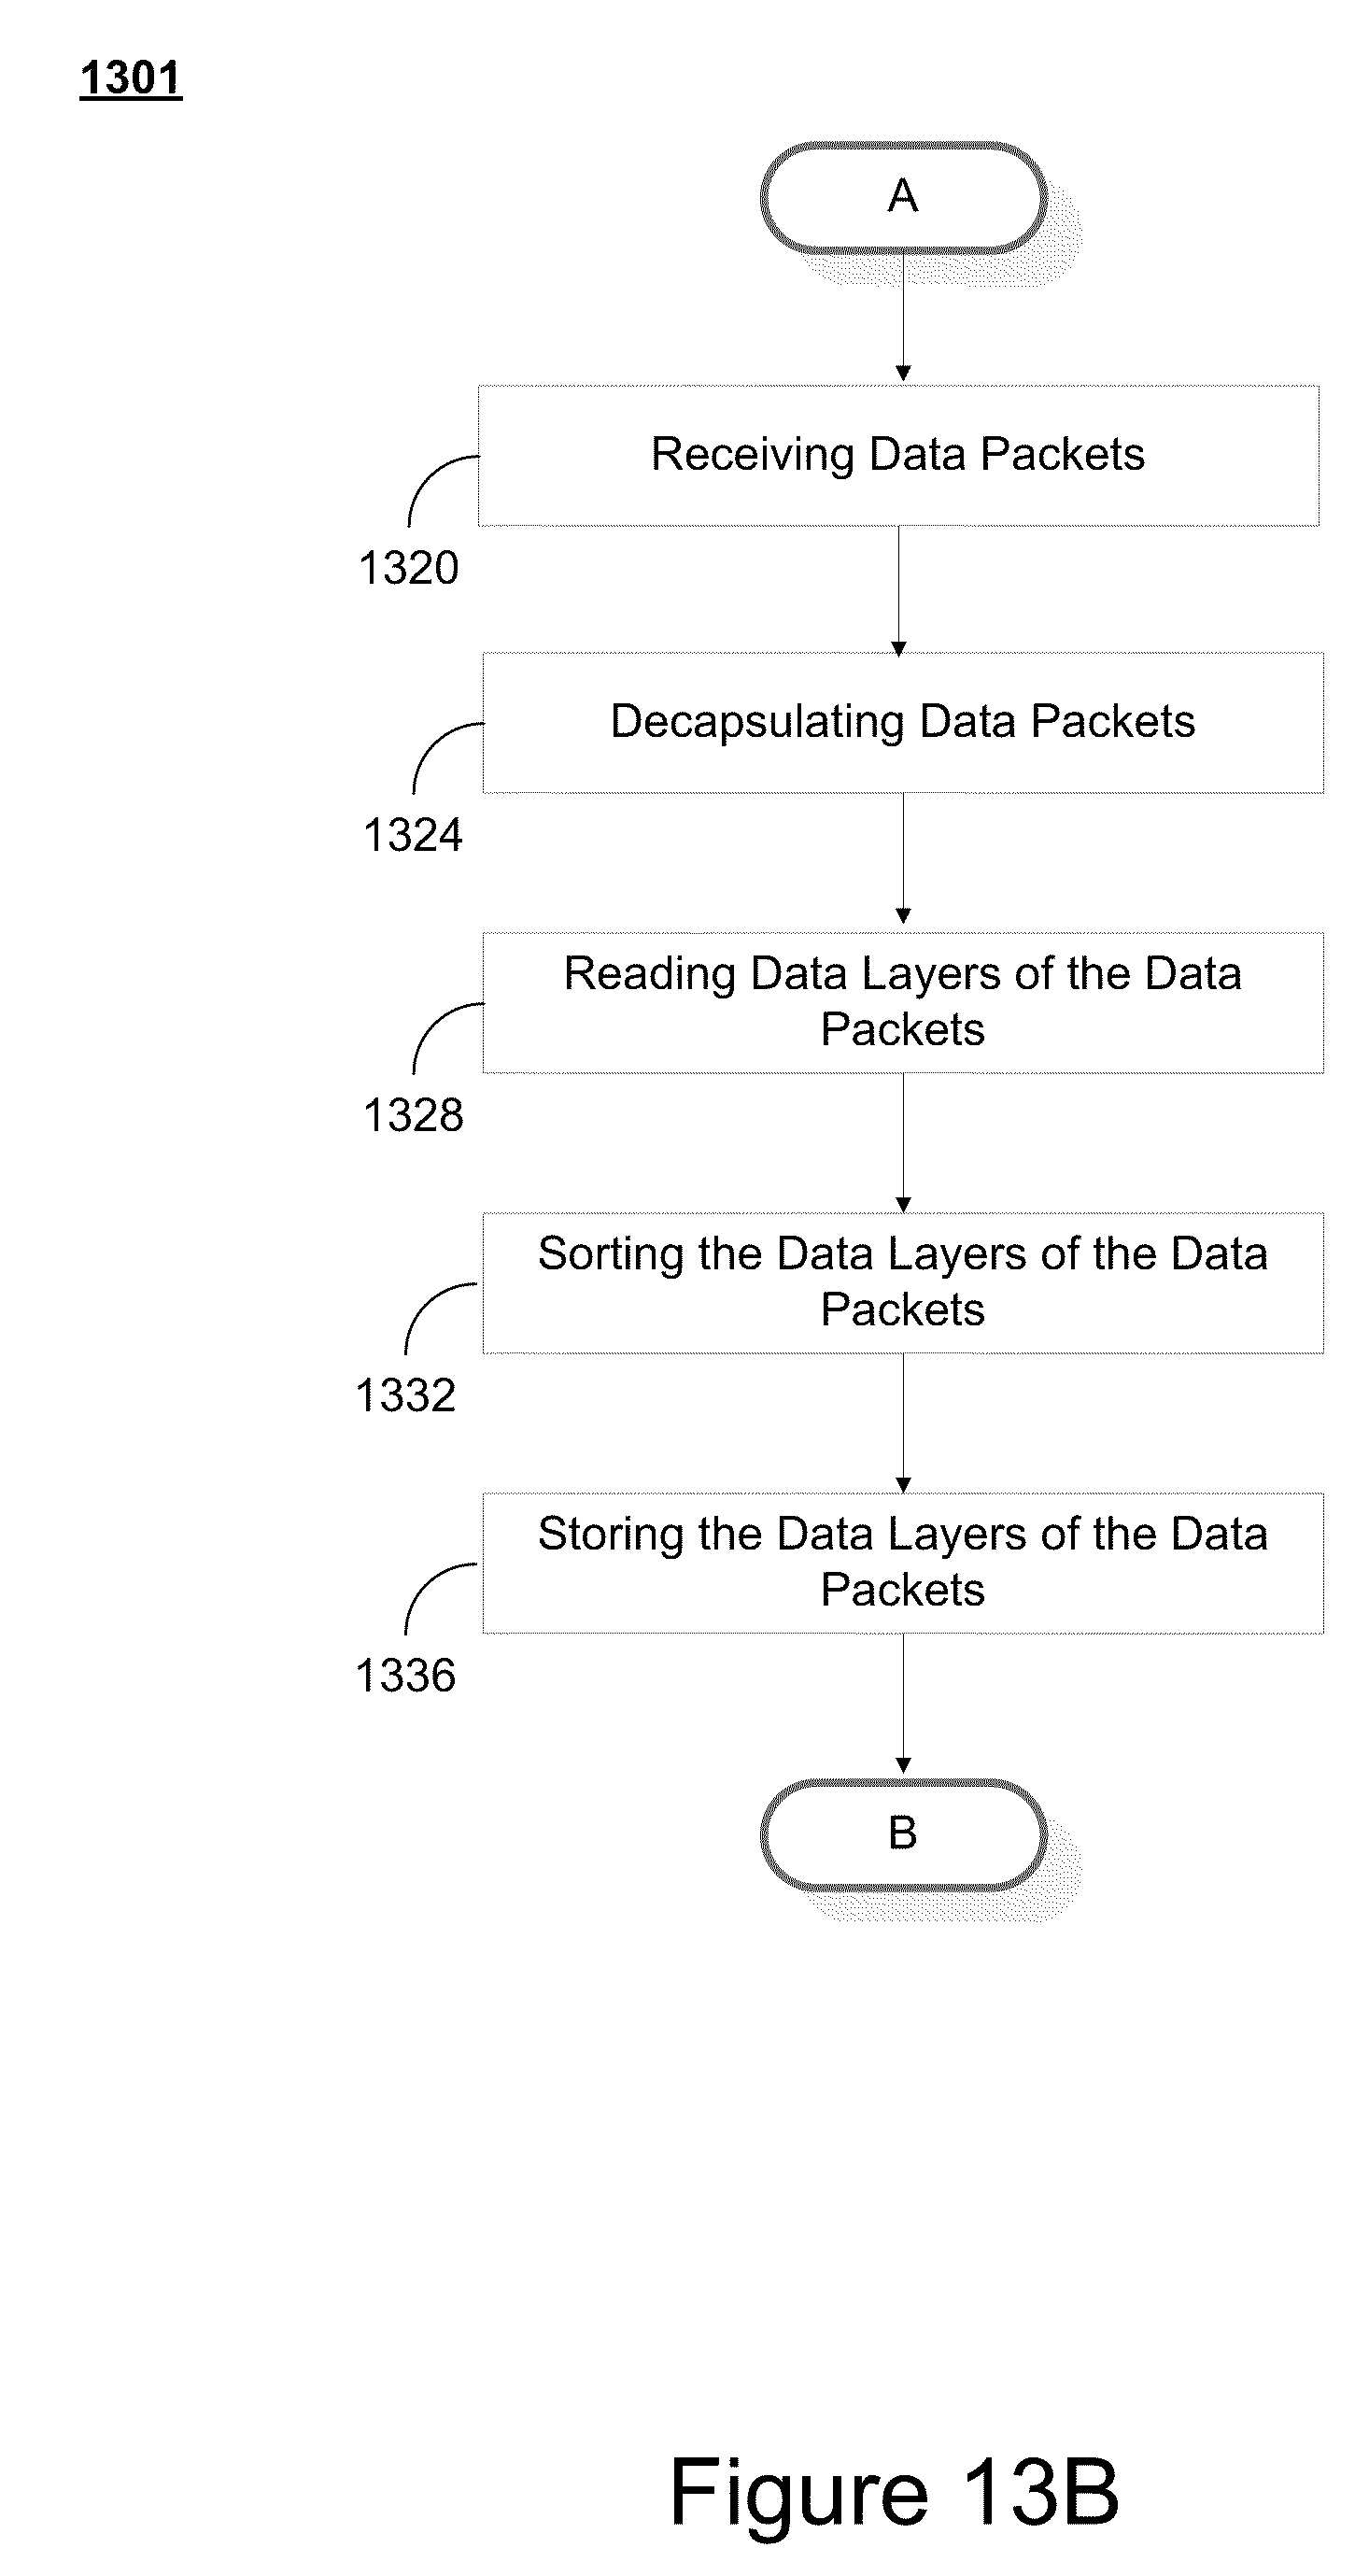 1301
A
Receiving Data Packets
1320
Decapsulating Data Packets
1324
Reading Data Layers of the Data
Packets
1328
Sorting the Data Layers of the Data
Packets
1332
Storing the Data Layers of the Data
Packets
1336
B
Figure 13B